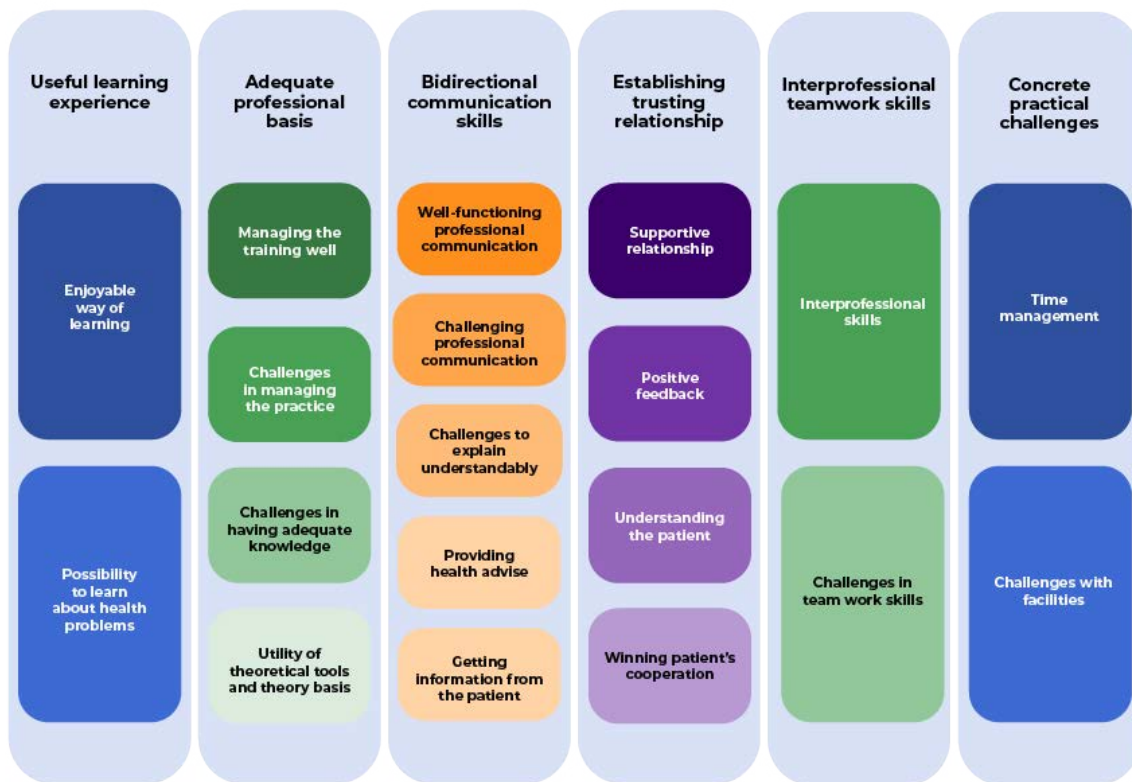 Useful learning
experience
Enjoyable
way of
learning
Possibility
to learn
about health
problems
Adequate
professional
basis
Managing the
training well
Challenges
in managing
the practice
Challenges in
having adequate
knowledge
Utility of
theoretical tools
and theory basis
Bidirectional
communication
skills
Well-functioning
professional
communication
Challenging
professional
communication
Challenges to
explain
understandably
Providing
health advise
Getting
information from
the patient
Establishing
trusting
relationship
Supportive
relationship
Positive
feedback
Understanding
the patient
Winning patient's
cooperation
Interprofessional
teamwork skills
Interprofessional
skills
Challenges in
team work skills
Concrete
practical
challenges
Time
management
Challenges with
facilities